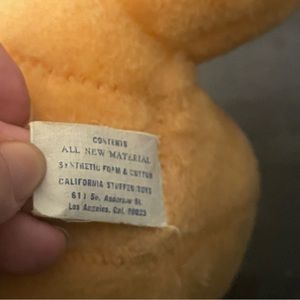 CONTENTS
ALL NEW MATERIAL
SYNTHETIC FOAM & COTTON
CALIFORNIA STUFFED TOYS
611 So. Anderson St.
Los Angeles, Cal. 90023